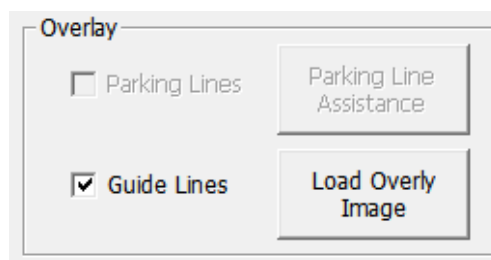 Overlay
Parking Lines
Parking Line
Assistance
Guide Lines
Load Overly
Image